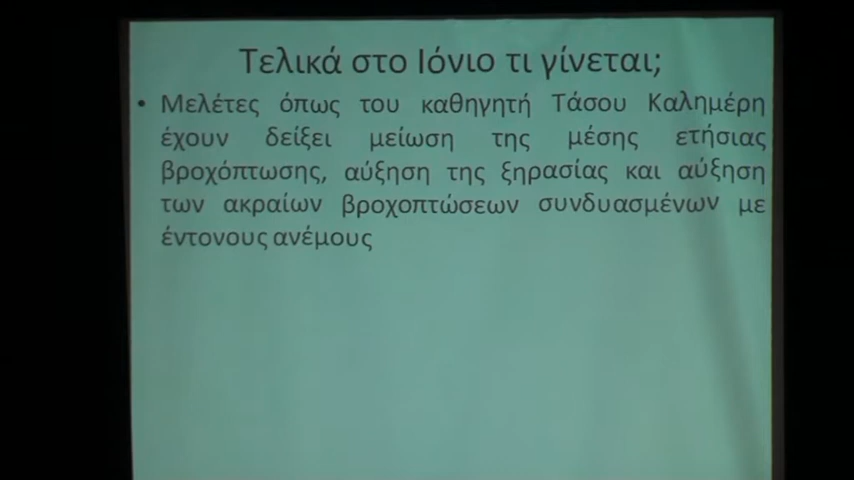 Τελικά στο Ιόνιο τι γίνεται;
• Μελέτες όπως του καθηγητή Τάσου Καλημέρη
έχουν δείξει μείωση της μέσης ετήσιας
βροχόπτωσης, αύξηση της ξηρασίας και αύξηση
των ακραίων βροχοπτώσεων συνδυασμένων με
έντονους ανέμους